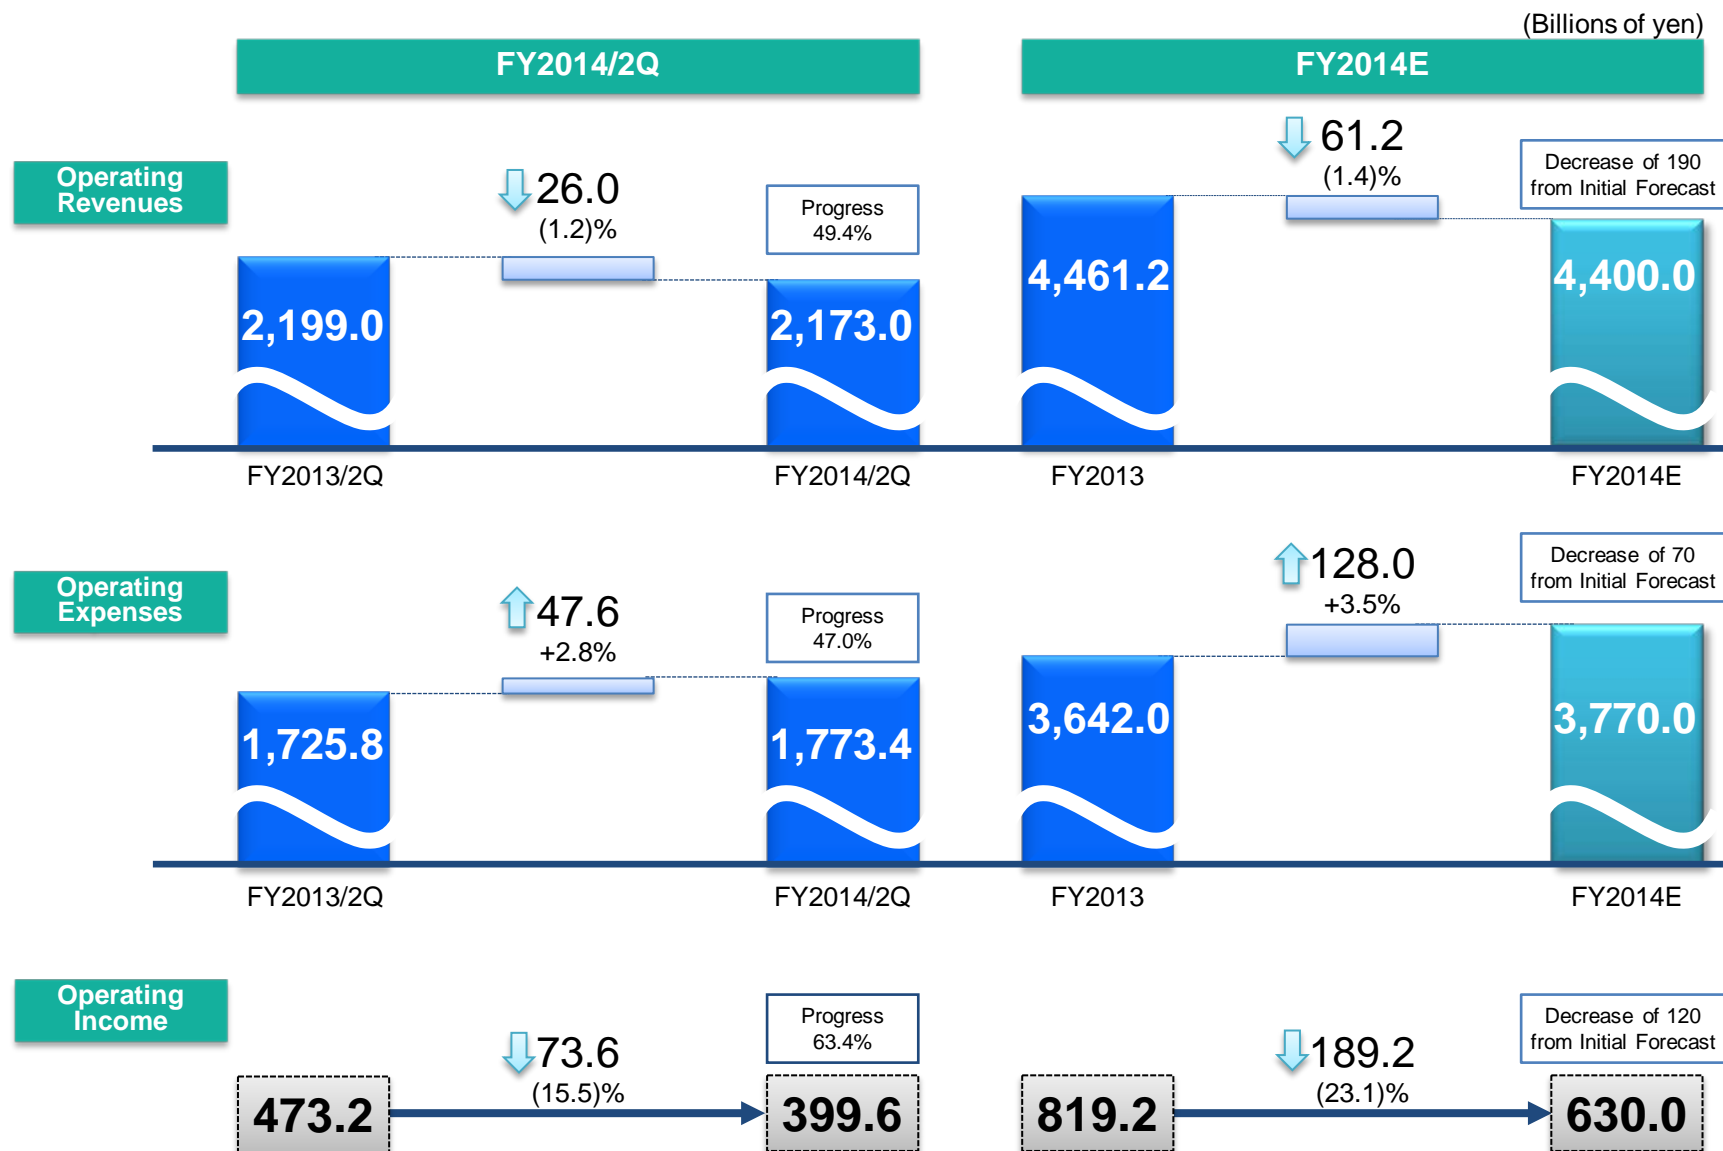 (Billions of yen)
FY2014/2Q
FY2014E
Operating
Revenues
26.0
(1.2)%
Progress
49.4%
61.2
(1.4)%
Decrease of 190
from Initial Forecast
2,199.0
2,173.0
4,461.2
4,400.0
FY2013/2Q
FY2014/2Q
FY2013
FY2014E
Operating
Expenses
47.6
+2.8%
Progress
47.0%
128.0
+3.5%
Decrease of 70
from Initial Forecast
1,725.8
1,773.4
3,642.0
3,770.0
FY2013/2Q
FY2014/2Q
FY2013
FY2014E
Operating
Income
73.6
(15.5)%
Progress
63.4%
189.2
(23.1)%
Decrease of 120
from Initial Forecast
473.2
399.6
819.2
630.0